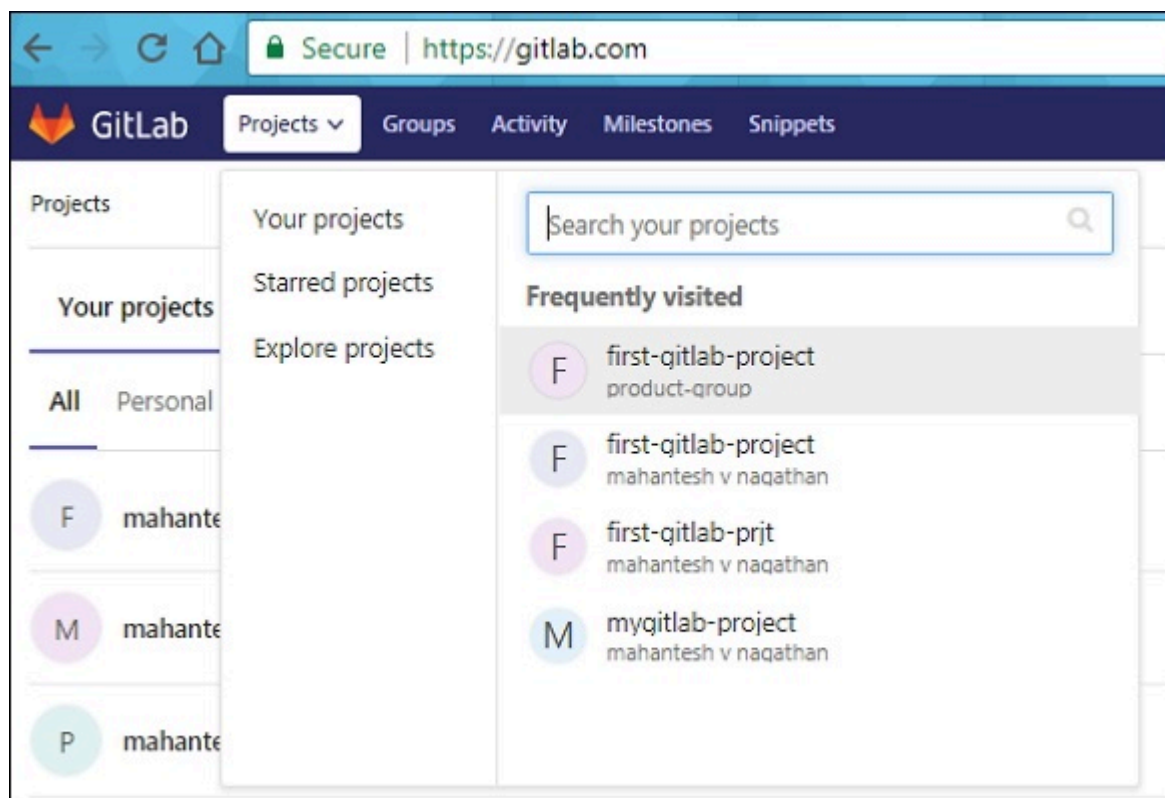 Secure | https://gitlab.com
GitLab Projects Groups Activity Milestones Snippets
Projects
Your projects
All Personal
F mahante
M mahante
P mahante
Your projects
Starred projects
Explore projects
Search your projects
Frequently visited
F first-gitlab-project
product-group
F first-gitlab-project
mahantesh v nagathan
F first-gitlab-prjt
mahantesh v nagathan
M mygitlab-project
mahantesh v nagathan